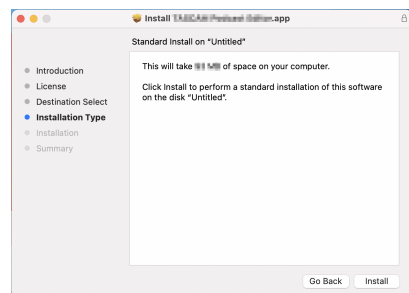 Install .app
Standard Install on “Untitled”
Introduction
License
Destination Select
Installation Type
Installation
Summary
This will take of space on your computer.
Click Install to perform a standard installation of this software
on the disk “Untitled”.
Go Back
Install